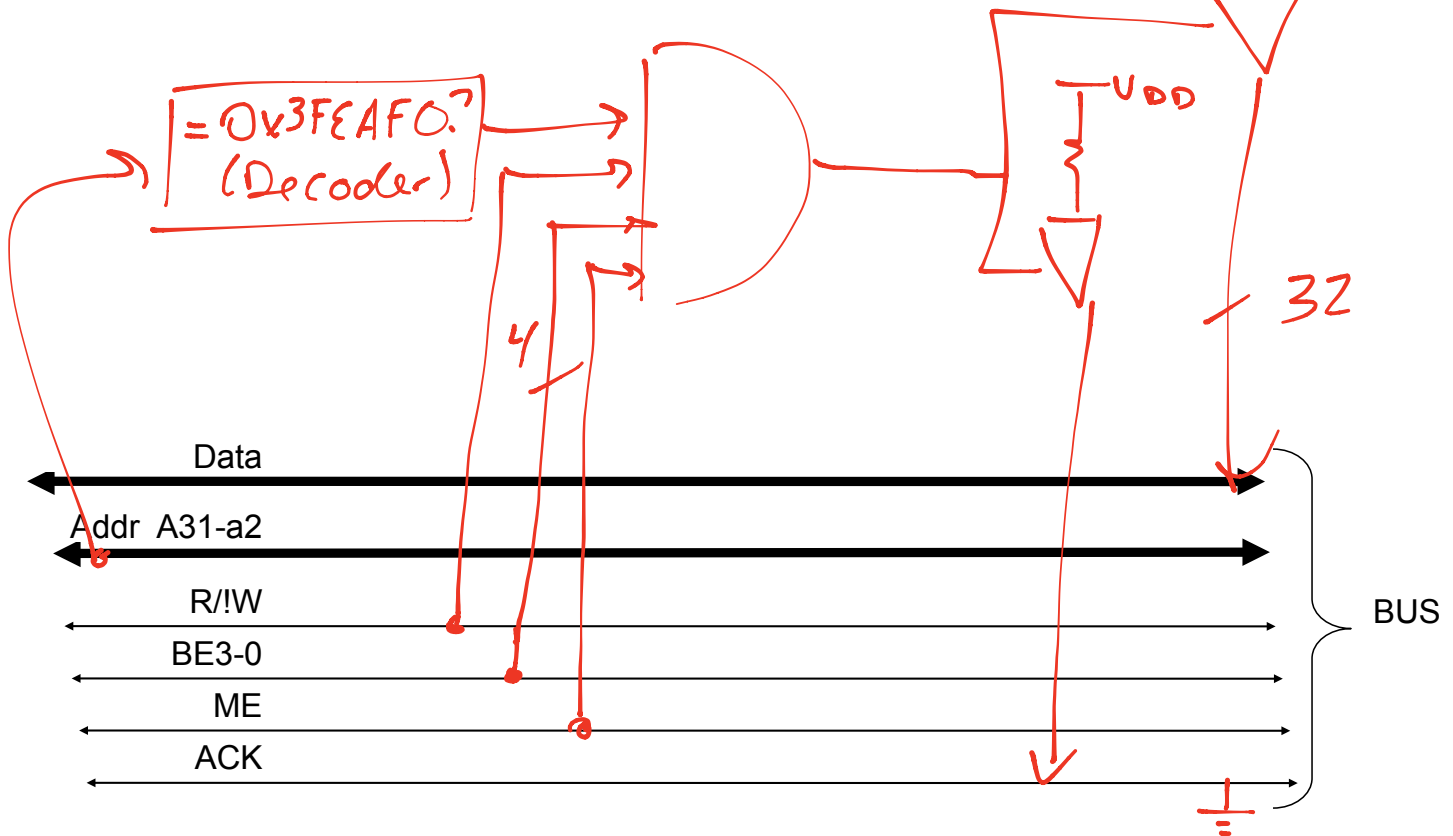 VDD
= 0x3FEAF0?
(Decoder)
32
4
Data
Addr A31-a2
R/!W
BUS
BE3-0
ME
ACK